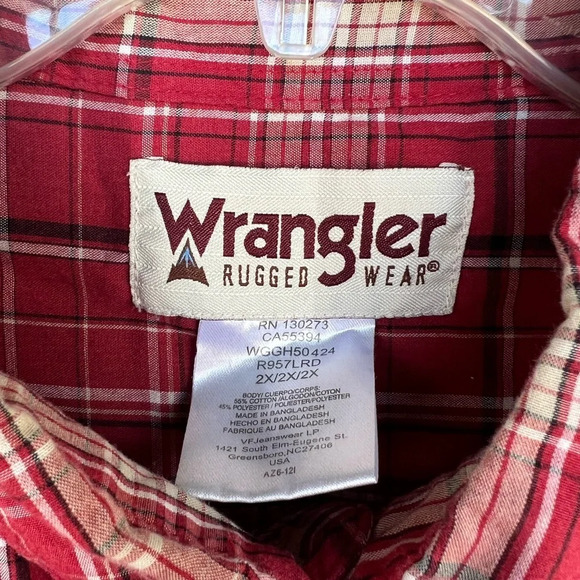 Wrangler
RUGGED WEAR®
RN 130273
CA55394
WGGH50424
R957LRD
2X/2X/2X
BODY/ CUERPO/CORPS:
55% COTTON /ALGODON/COTON
45% POLYESTER / POLIESTER/POLYESTER
MADE IN BANGLADESH
HECHO EN BANGLADESH
FABRIQUE AU BANGLADESH
VFJeanswear LP
1421 South Elm-Eugene St.
Greensboro,NC27406
USA
AZ6-12I